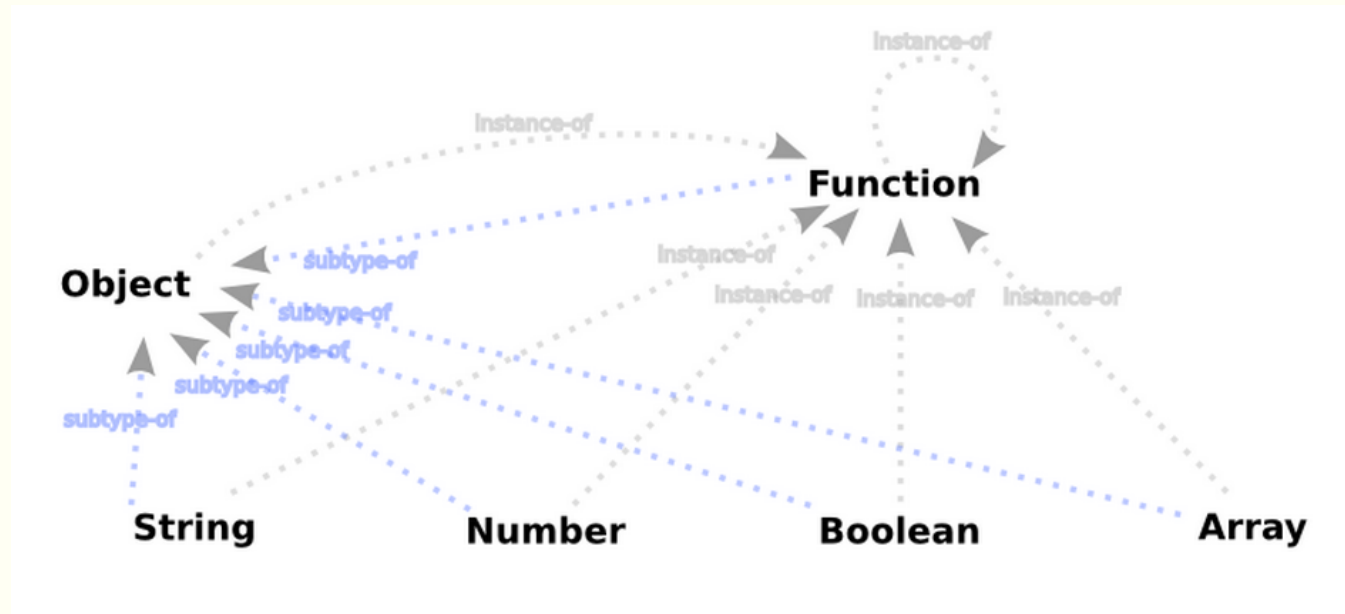 instance-of
instance-of
Function
subtype-of
instance-of
Object
subtype-of
instance-of
instance-of
instance-of
subtype-of
subtype-of
subtype-of
String
Number
Boolean
Array